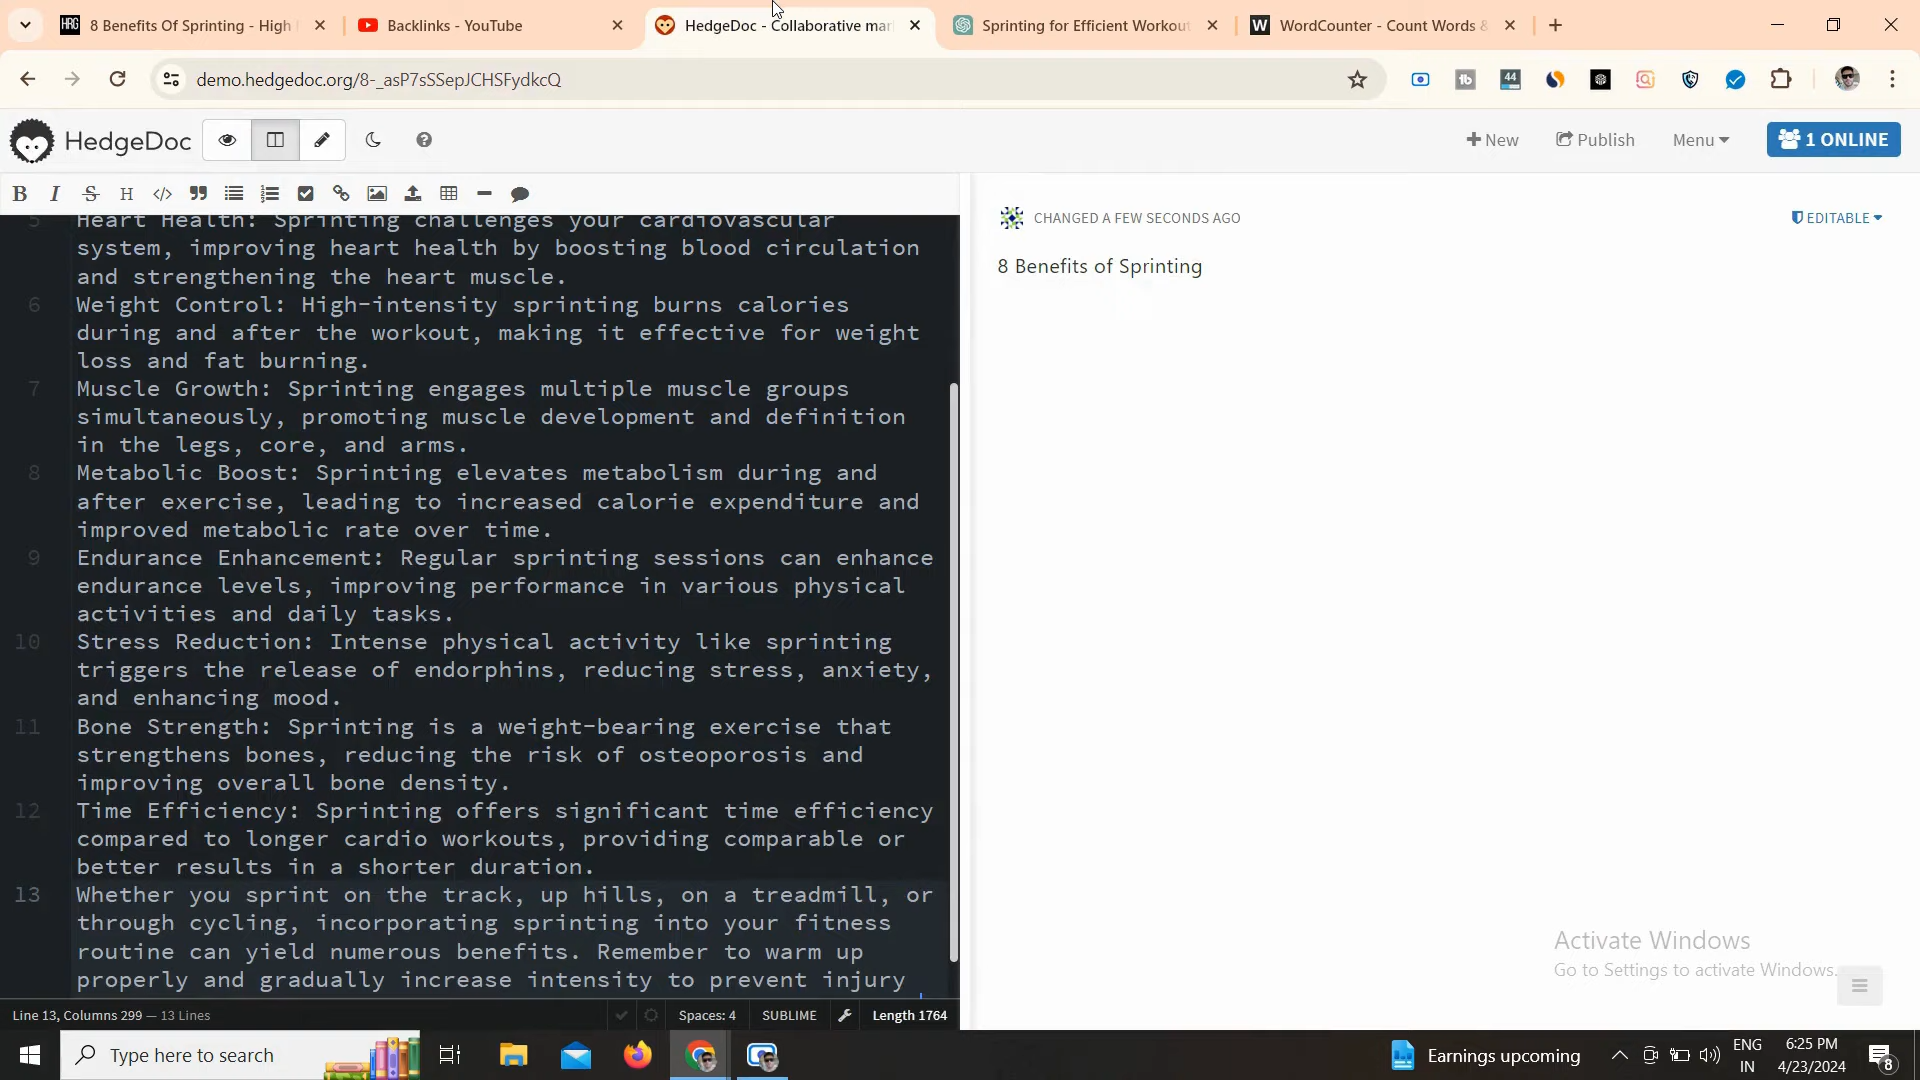 8 Benefits Of Sprinting - High
Backlinks - YouTube
HedgeDoc - Collaborative mar
Sprinting for Efficient Workout
WordCounter - Count Words &
demo.hedgedoc.org/8-_asP7sSSepJCHSFydkcQ
44
HedgeDoc
New
Publish
Menu
1 ONLINE
5 Heart Health: Sprinting challenges your cardiovascular
system, improving heart health by boosting blood circulation
and strengthening the heart muscle.
6 Weight Control: High-intensity sprinting burns calories
during and after the workout, making it effective for weight
loss and fat burning.
7 Muscle Growth: Sprinting engages multiple muscle groups
simultaneously, promoting muscle development and definition
in the legs, core, and arms.
8 Metabolic Boost: Sprinting elevates metabolism during and
after exercise, leading to increased calorie expenditure and
improved metabolic rate over time.
9 Endurance Enhancement: Regular sprinting sessions can enhance
endurance levels, improving performance in various physical
activities and daily tasks.
10 Stress Reduction: Intense physical activity like sprinting
triggers the release of endorphins, reducing stress, anxiety,
and enhancing mood.
11 Bone Strength: Sprinting is a weight-bearing exercise that
strengthens bones, reducing the risk of osteoporosis and
improving overall bone density.
12 Time Efficiency: Sprinting offers significant time efficiency
compared to longer cardio workouts, providing comparable or
better results in a shorter duration.
13 Whether you sprint on the track, up hills, on a treadmill, or
through cycling, incorporating sprinting into your fitness
routine can yield numerous benefits. Remember to warm up
properly and gradually increase intensity to prevent injury
Line 13, Columns 299 — 13 Lines
Spaces: 4
SUBLIME
Length 1764
CHANGED A FEW SECONDS AGO
EDITABLE
8 Benefits of Sprinting
Activate Windows
Go to Settings to activate Windows.
Type here to search
Earnings upcoming
ENG
IN
6:25 PM
4/23/2024
8